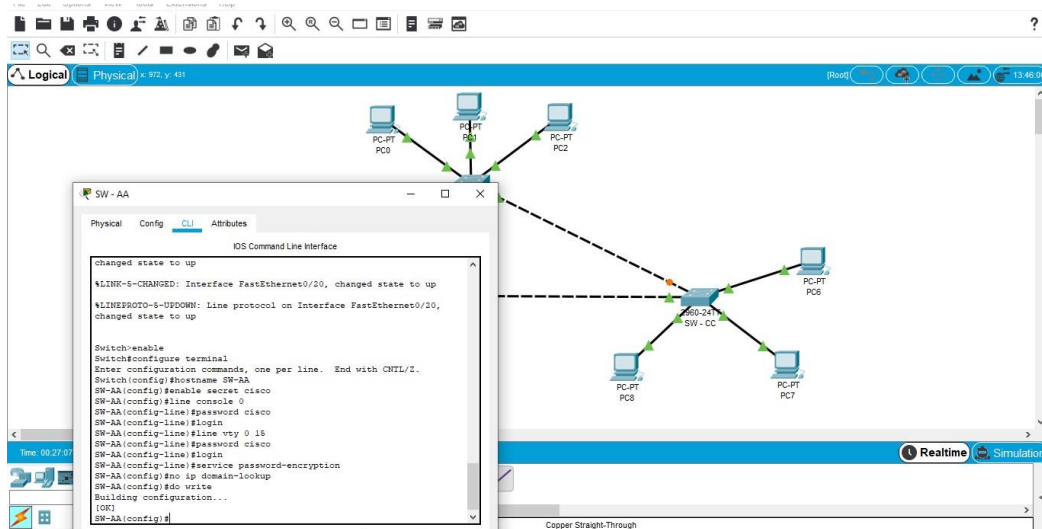 Logical
Physical x: 972, y: 431
[Root]
13:46:00
PC-PT
PC0
PC-PT
PC1
PC-PT
PC2
SW - AA
Physical Config CLI Attributes
IOS Command Line Interface
changed state to up
%LINK-5-CHANGED: Interface FastEthernet0/20, changed state to up
%LINEPROTO-5-UPDOWN: Line protocol on Interface FastEthernet0/20,
changed state to up
Switch>enable
Switch#configure terminal
Enter configuration commands, one per line. End with CNTL/Z.
Switch(config)#hostname SW-AA
SW-AA(config)#enable secret cisco
SW-AA(config)#line console 0
SW-AA(config-line)#password cisco
SW-AA(config-line)#login
SW-AA(config-line)#line vty 0 15
SW-AA(config-line)#password cisco
SW-AA(config-line)#login
SW-AA(config-line)#service password-encryption
SW-AA(config)#no ip domain-lookup
SW-AA(config)#do write
Building configuration...
[OK]
SW-AA(config)#
PC-PT
PC6
SW - CC
PC-PT
PC8
PC-PT
PC7
Time: 00:27:07
Realtime
Simulation
Copper Straight-Through